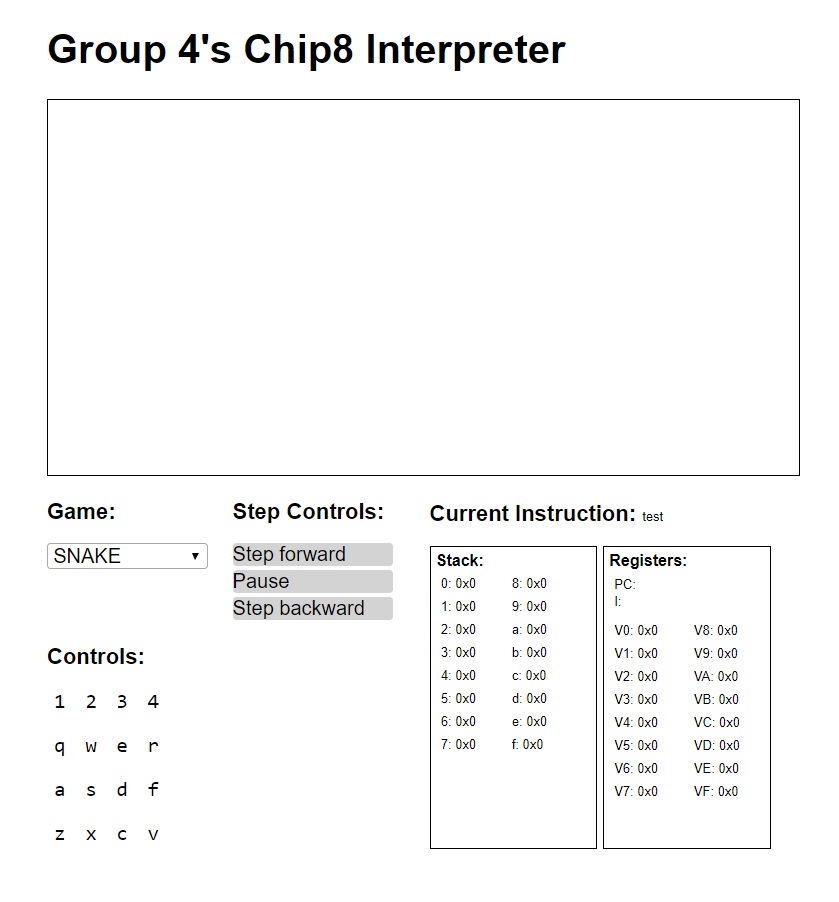 Group 4's Chip8 Interpreter
Game:
SNAKE
Controls:
1 2 3 4
q w e r
a s d f
z x c v
Step Controls:
Step forward
Pause
Step backward
Current Instruction: test
Stack:
0: 0x0 8: 0x0
1: 0x0 9: 0x0
2: 0x0 a: 0x0
3: 0x0 b: 0x0
4: 0x0 c: 0x0
5: 0x0 d: 0x0
6: 0x0 e: 0x0
7: 0x0 f: 0x0
Registers:
PC:
I:
V0: 0x0 V8: 0x0
V1: 0x0 V9: 0x0
V2: 0x0 VA: 0x0
V3: 0x0 VB: 0x0
V4: 0x0 VC: 0x0
V5: 0x0 VD: 0x0
V6: 0x0 VE: 0x0
V7: 0x0 VF: 0x0